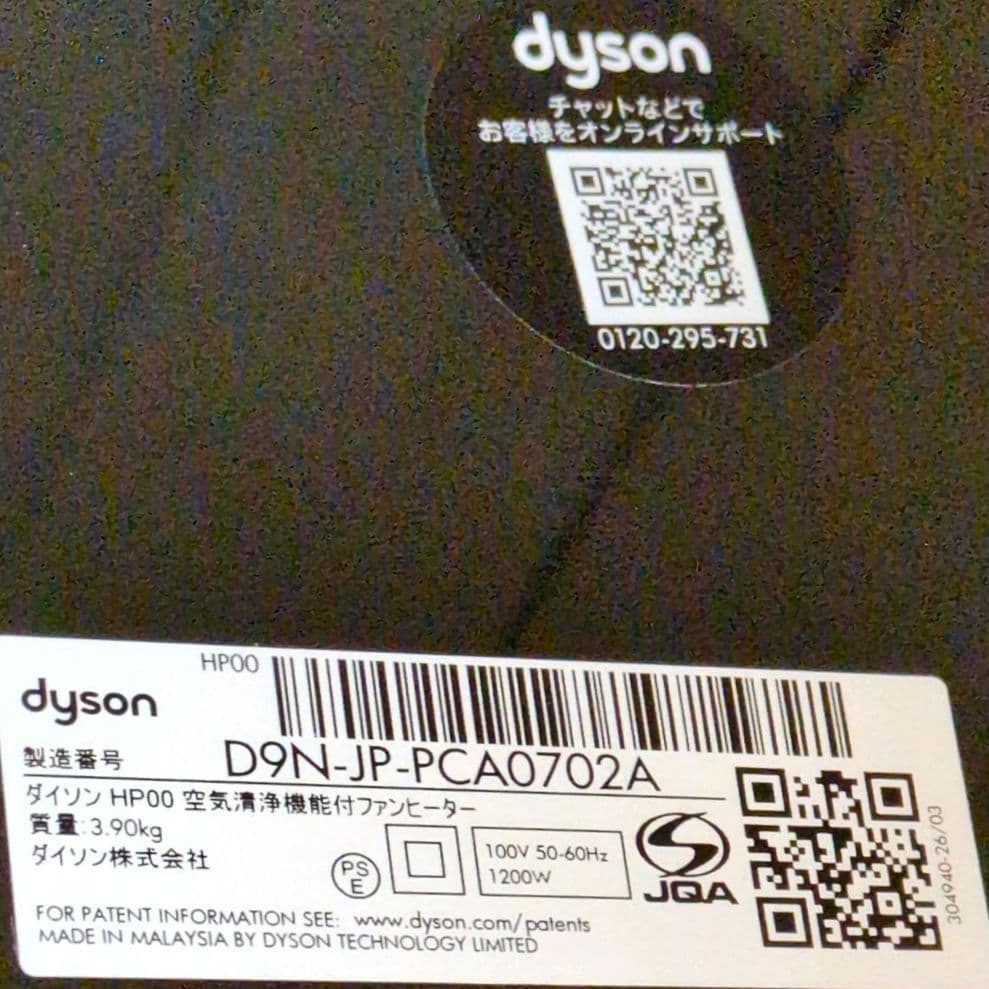 dyson
チャットなどで
お客様をオンラインサポート
0120-295-731
HP00
dyson
製造番号 D9N-JP-PCA0702A
ダイソン HP00 空気清浄機能付ファンヒーター
質量:3.90kg
ダイソン株式会社
PS
E
100V 50-60Hz
1200W
JQA
304940-26/03
FOR PATENT INFORMATION SEE: www.dyson.com/patents
MADE IN MALAYSIA BY DYSON TECHNOLOGY LIMITED